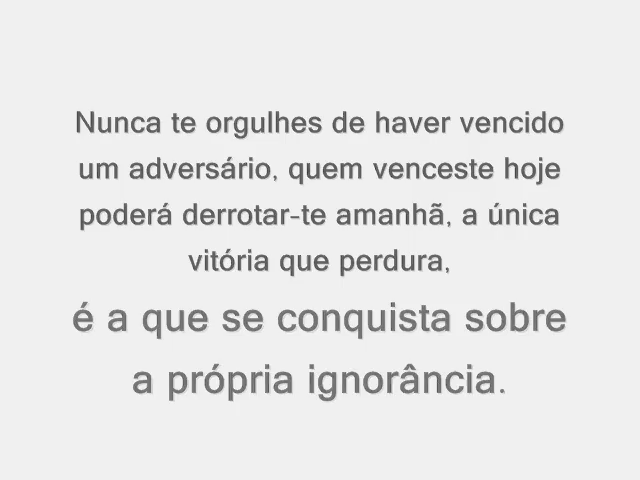 Nunca te orgulhes de haver vencido
um adversário, quem venceste hoje
poderá derrotar-te amanhã, a única
vitória que perdura,
é a que se conquista sobre
a própria ignorância.